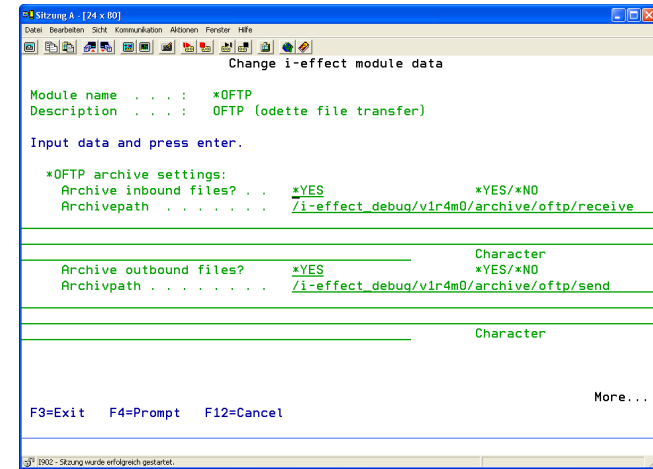 Sitzung A - [24 x 80]
Datei Bearbeiten Sicht Kommunikation Aktionen Fenster Hilfe
Change i-effect module data
Module name . . . : *OFTP
Description . . . : OFTP (odette file transfer)
Input data and press enter.
*OFTP archive settings:
Archive inbound files? . . *YES *YES/*NO
Archivepath . . . . . . . /i-effect_debug/v1r4m0/archive/oftp/receive
Character
Archive outbound files? *YES *YES/*NO
Archivpath . . . . . . . . /i-effect_debug/v1r4m0/archive/oftp/send
Character
More...
F3=Exit F4=Prompt F12=Cancel
I902 - Sitzung wurde erfolgreich gestartet.